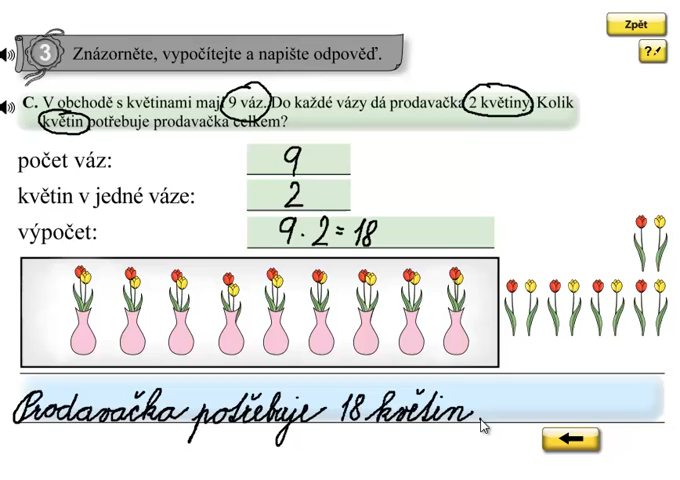 Zpět
3 Znázorněte, vypočítejte a napište odpověď.
?
C. V obchodě s květinami mají 9 váz. Do každé vázy dá prodavačka 2 květiny. Kolik
květin potřebuje prodavačka celkem?
počet váz: 9
květin v jedné váze: 2
výpočet: 9 · 2 = 18
Prodavačka potřebuje 18 květin